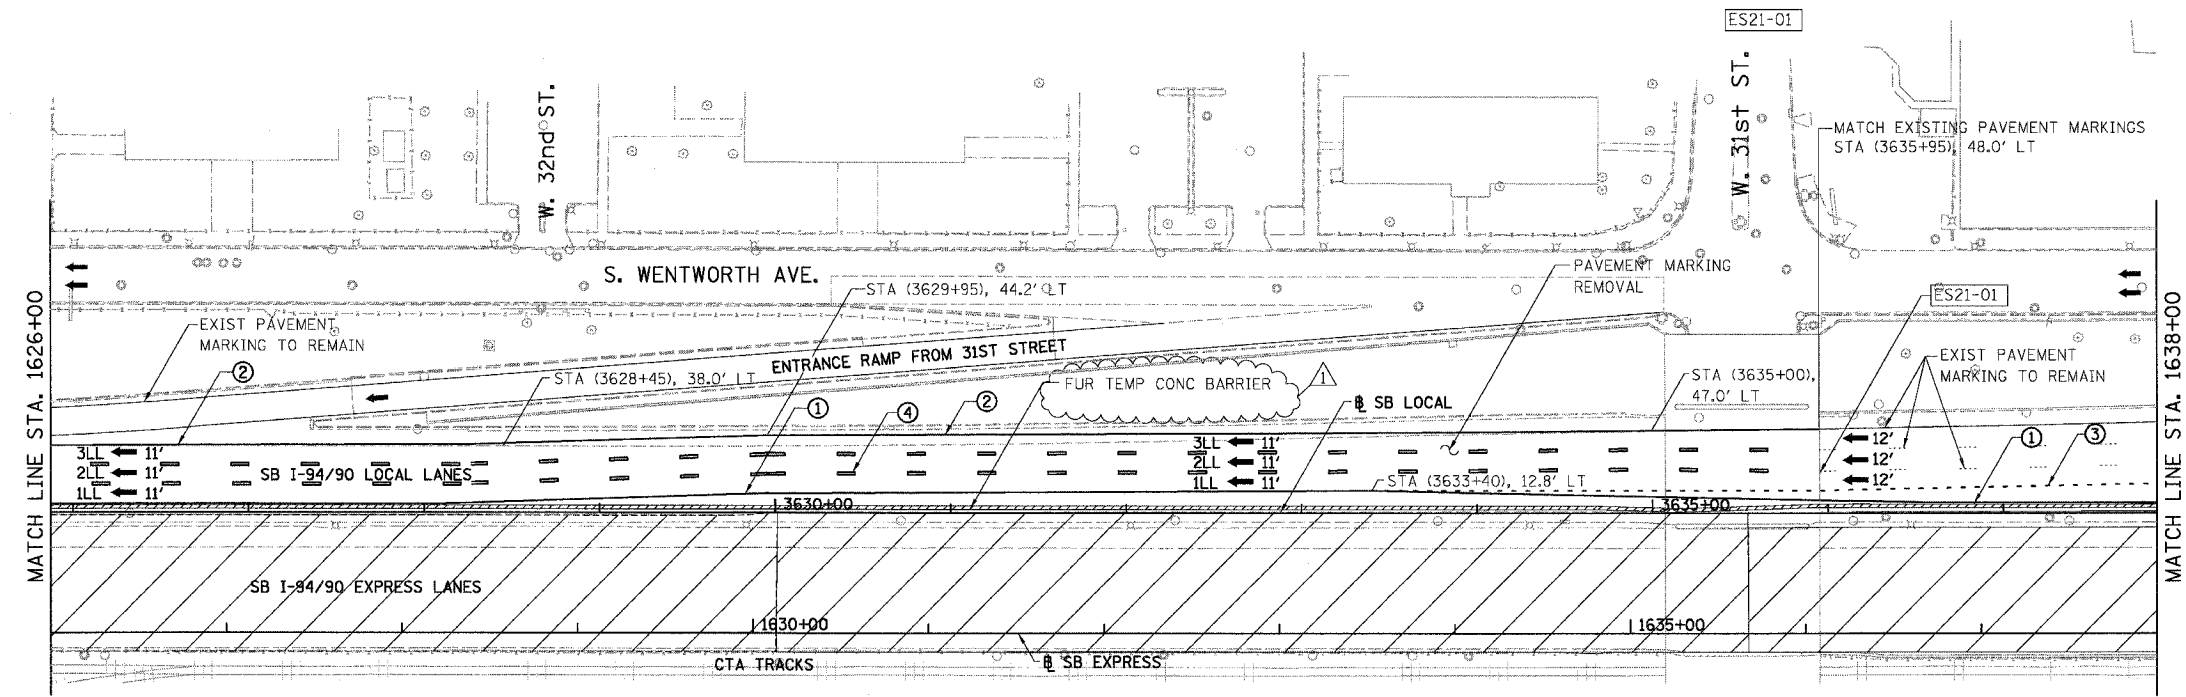 ES21-01
W. 32nd ST.
W. 31st ST.
MATCH EXISTING PAVEMENT MARKINGS
STA (3635+95), 48.0' LT
S. WENTWORTH AVE.
STA (3629+95), 44.2' LT
PAVEMENT MARKING
REMOVAL
ES21-01
EXIST PAVEMENT
MARKING TO REMAIN
ENTRANCE RAMP FROM 31ST STREET
EXIST PAVEMENT
MARKING TO REMAIN
2
STA (3628+45), 38.0' LT
FUR TEMP CONC BARRIER
1
STA (3635+00),
47.0' LT
1
4
2
℄ SB LOCAL
3LL 11'
2LL 11'
1LL 11'
SB I-94/90 LOCAL LANES
3LL 11'
2LL 11'
1LL 11'
STA (3633+40), 12.8' LT
12'
12'
12'
1
3
3630+00
3635+00
MATCH LINE STA. 1626+00
MATCH LINE STA. 1638+00
SB I-94/90 EXPRESS LANES
1630+00
1635+00
CTA TRACKS
℄ SB EXPRESS